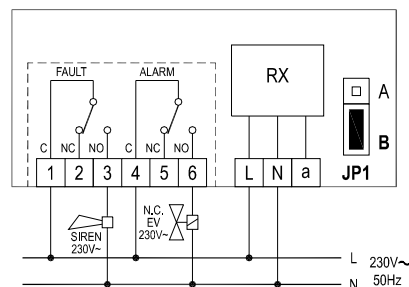 FAULT ALARM RX
A
B
C NC NO C NC NO
1 2 3 4 5 6 L N a JP1
SIREN 230V~
N.C. EV 230V~
L 230V~
N 50Hz